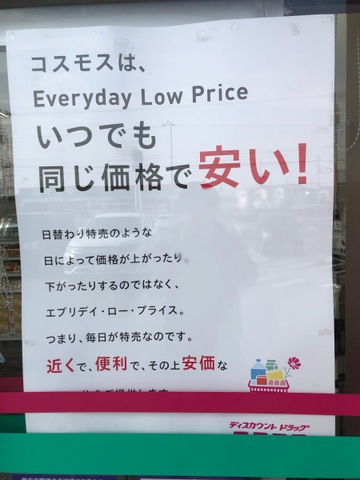 コスモスは、
Everyday Low Price
いつでも
同じ価格で安い!
日替わり特売のような
日によって価格が上がったり
下がったりするのではなく、
エブリデイ・ロー・プライス。
つまり、毎日が特売なのです。
近くで、便利で、その上安価な
ディスカウント ドラッグ